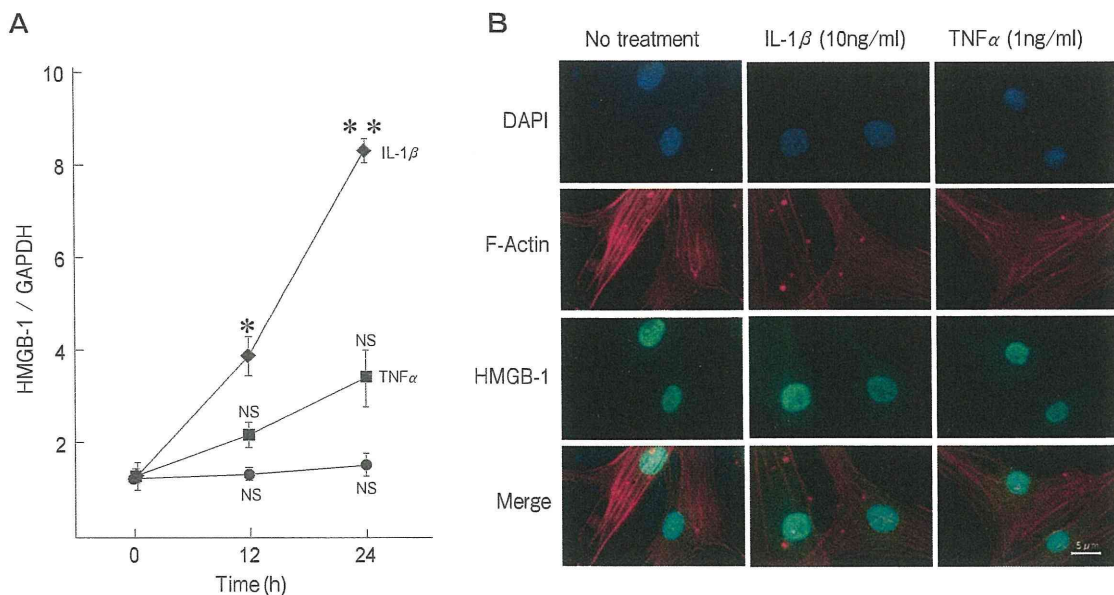 A
HMGB-1 / GAPDH
10
8
6
4
2
0
12
24
Time (h)
* *
IL-1β
*
NS
TNFα
NS
NS
NS
B
No treatment
IL-1β (10ng/ml)
TNFα (1ng/ml)
DAPI
F-Actin
HMGB-1
Merge
5 μm